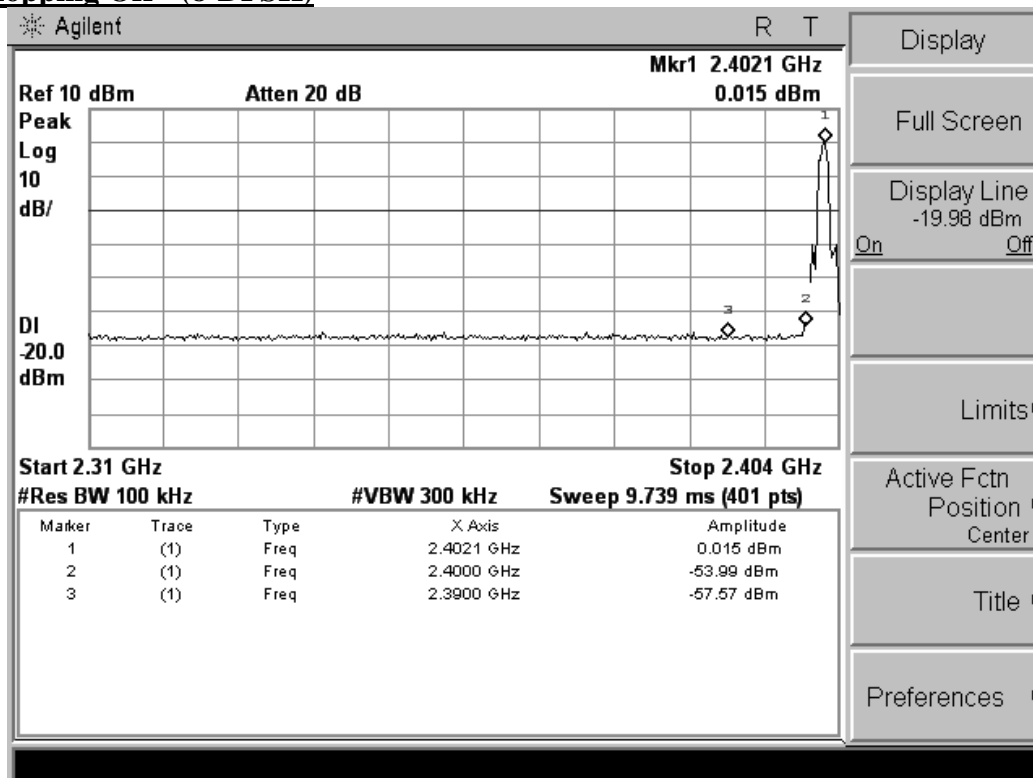 Agilent R T
Mkr1 2.4021 GHz
Ref 10 dBm Atten 20 dB 0.015 dBm
Peak
Log
10
dB/
1
3
2
DI
-20.0
dBm
Start 2.31 GHz Stop 2.404 GHz
#Res BW 100 kHz #VBW 300 kHz Sweep 9.739 ms (401 pts)
Marker Trace Type X Axis Amplitude
1 (1) Freq 2.4021 GHz 0.015 dBm
2 (1) Freq 2.4000 GHz -53.99 dBm
3 (1) Freq 2.3900 GHz -57.57 dBm
Display
Full Screen
Display Line
-19.98 dBm
On Off
Limits
Active Fctn
Position
Center
Title
Preferences